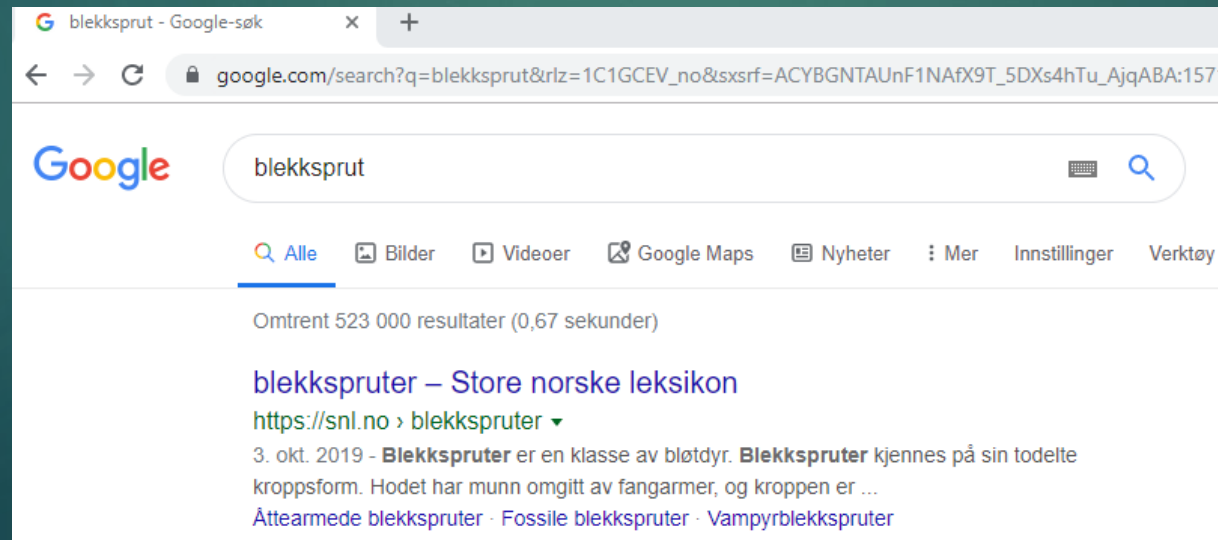 blekksprut - Google-søk
google.com/search?q=blekksprut&rlz=1C1GCEV_no&sxsrf=ACYBGNTAUnF1NAfX9T_5DXs4hTu_AjqABA:157
Google blekksprut
Alle Bilder Videoer Google Maps Nyheter Mer Innstillinger Verktøy
Omtrent 523 000 resultater (0,67 sekunder)
blekkspruter – Store norske leksikon
https://snl.no › blekkspruter
3. okt. 2019 - Blekkspruter er en klasse av bløtdyr. Blekkspruter kjennes på sin todelte
kroppsform. Hodet har munn omgitt av fangarmer, og kroppen er ...
Åttearmede blekkspruter · Fossile blekkspruter · Vampyrblekkspruter